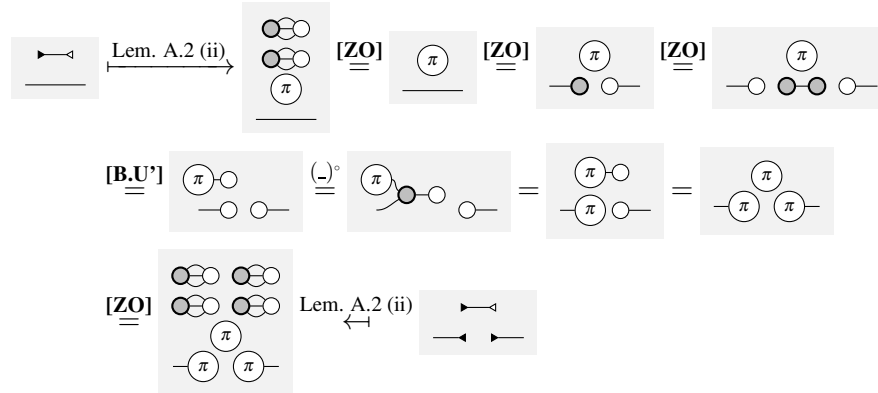 Lem. A.2 (ii) π [ZO] = π [ZO] = π [ZO] = π
[B.U'] = π (_)° = π = π π = π π π
[ZO] = π π π Lem. A.2 (ii)